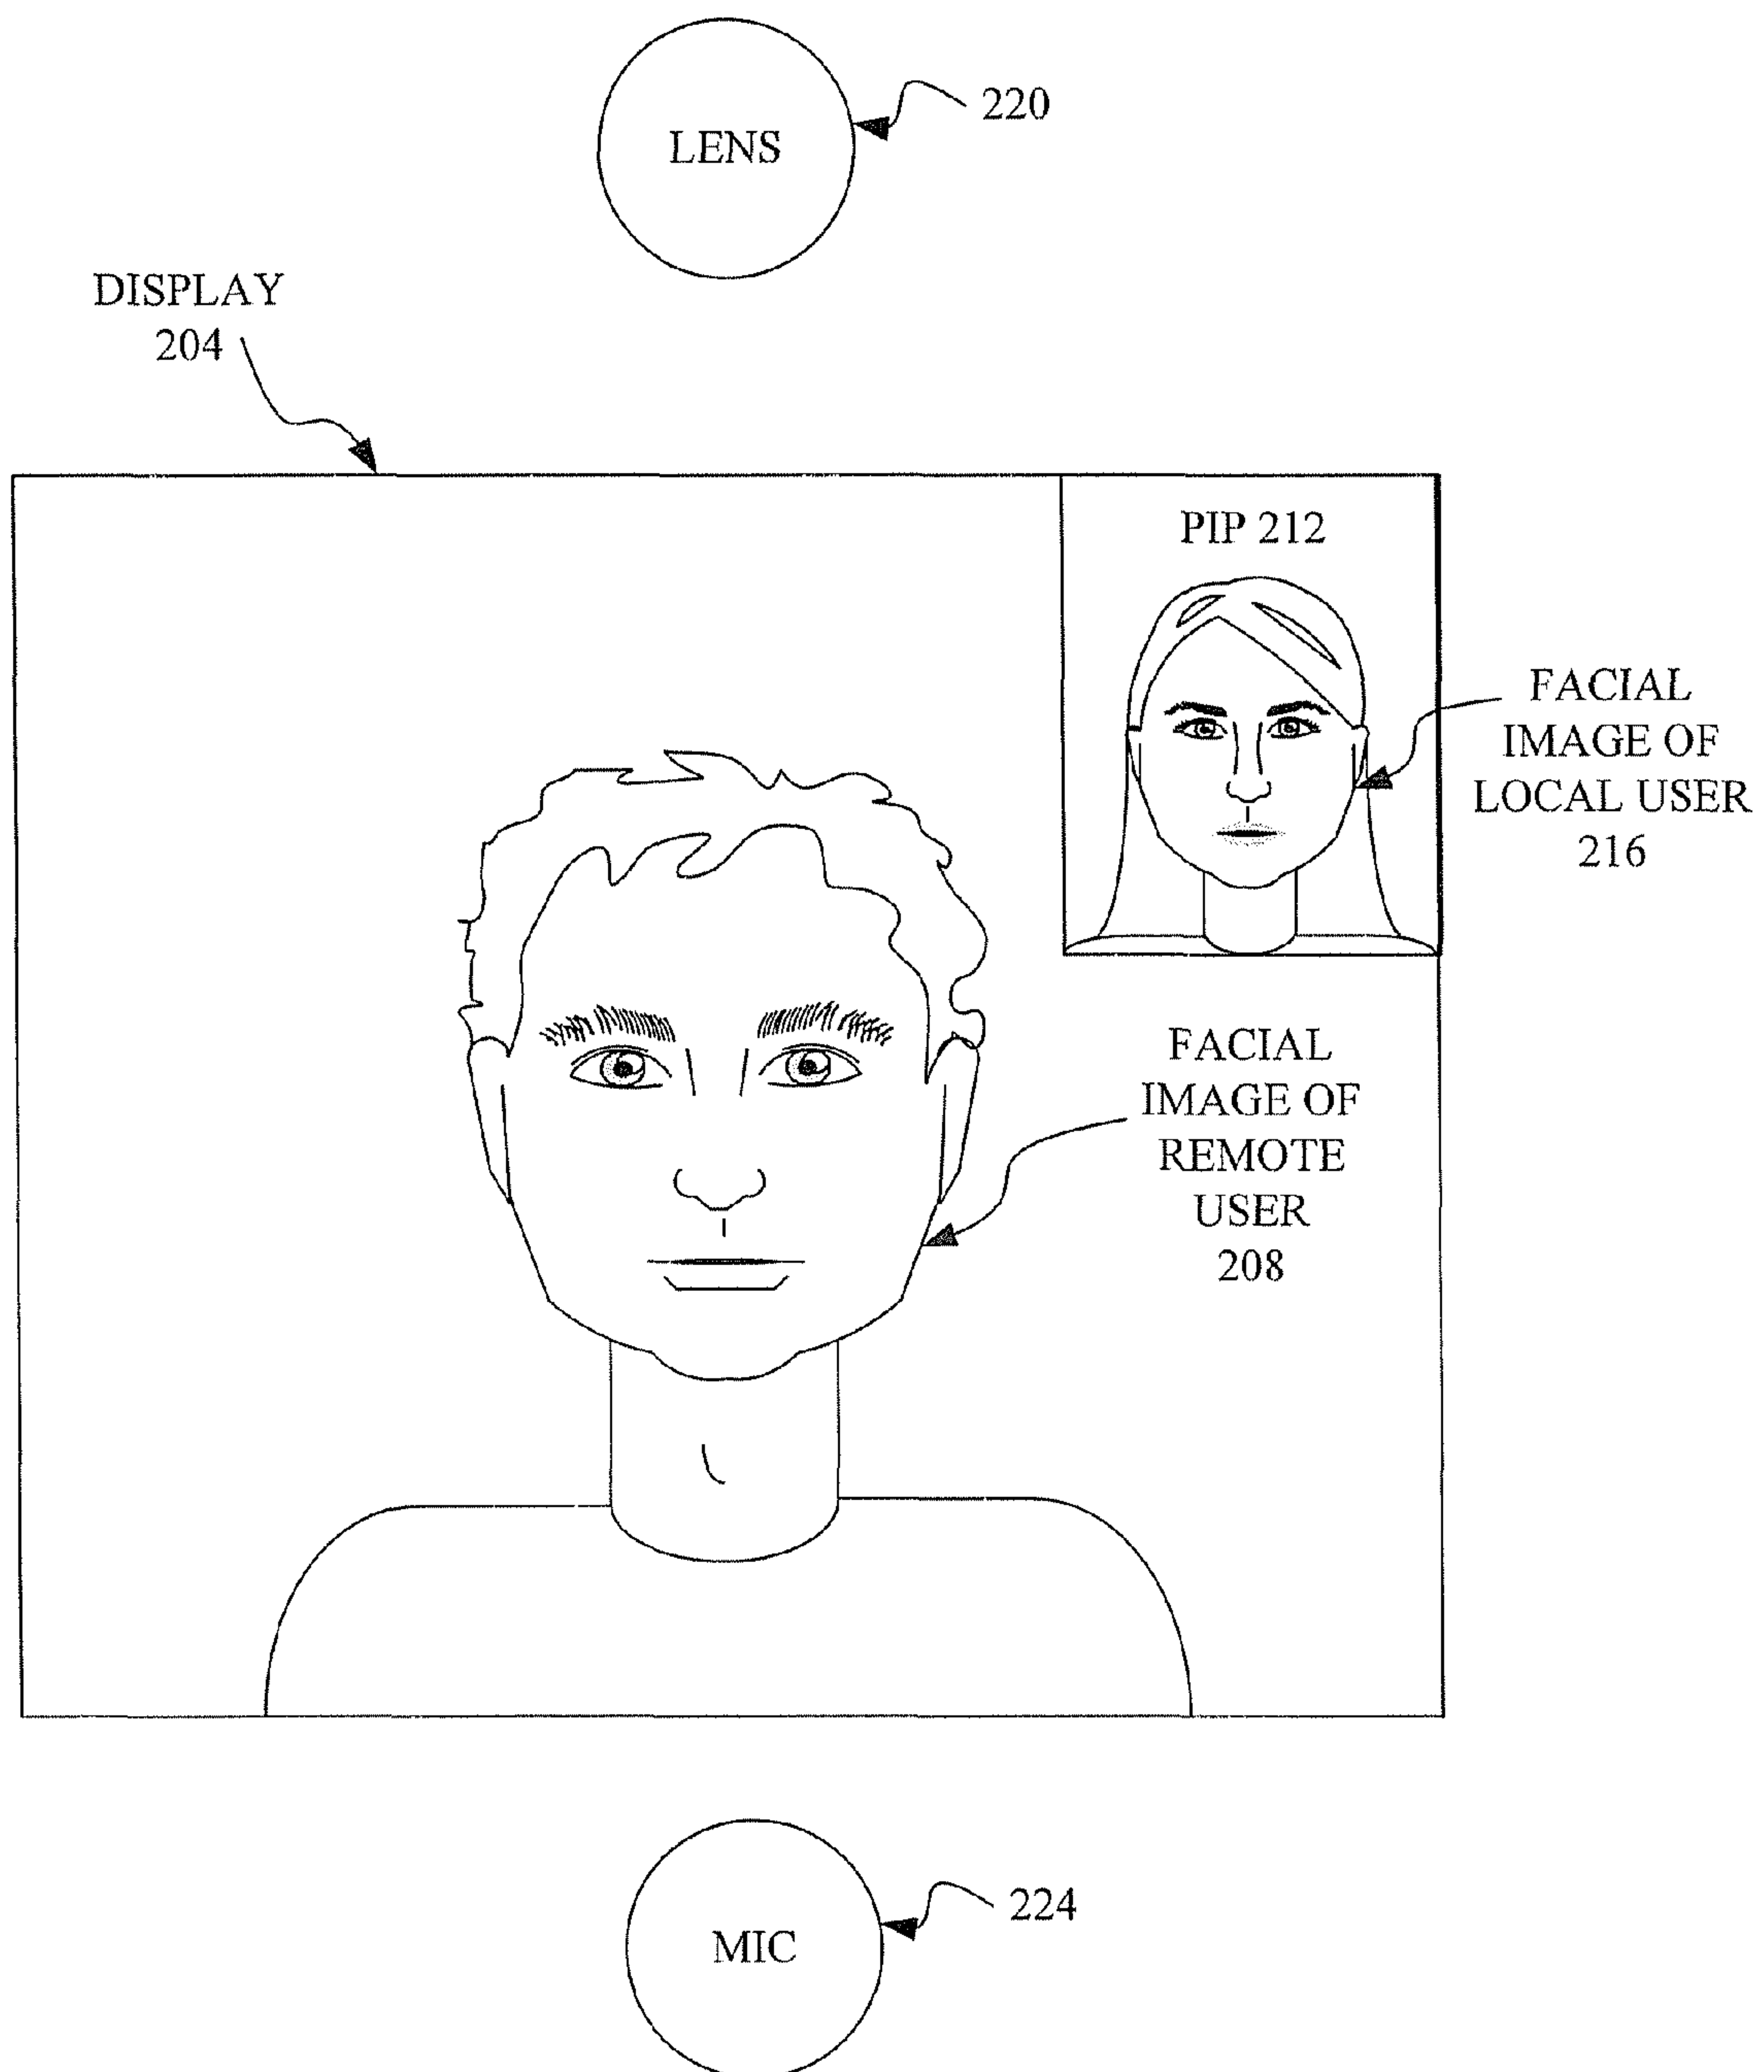 220
LENS
DISPLAY
204
PIP 212
FACIAL
IMAGE OF
LOCAL USER
216
FACIAL
IMAGE OF
REMOTE
USER
208
224
MIC